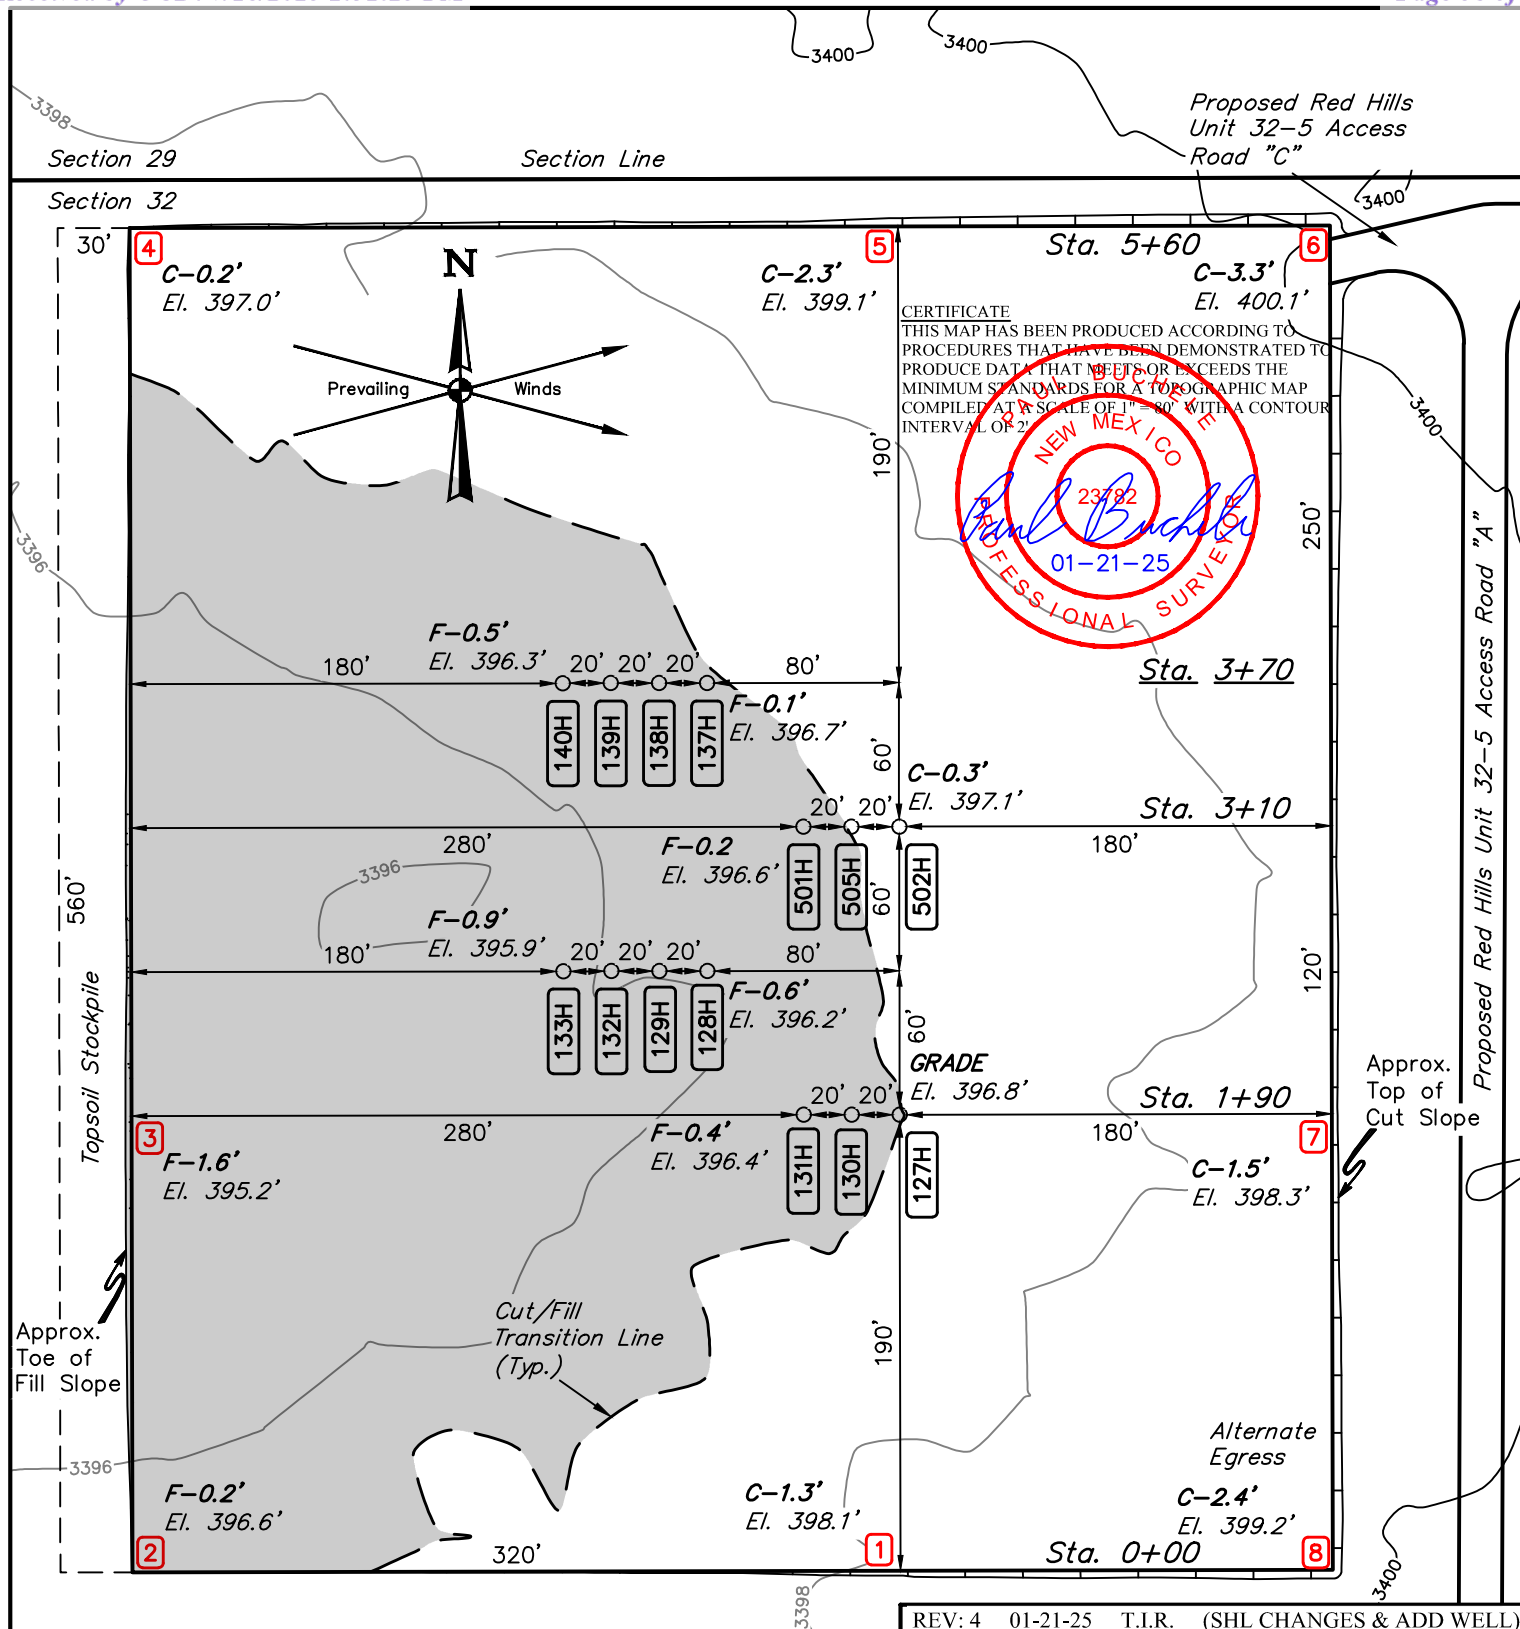 3400
3400
3398
Proposed Red Hills
Unit 32-5 Access
Road "C"
Section 29
Section Line
Section 32
3400
30'
4
5
6
Sta. 5+60
N
C-0.2'
El. 397.0'
C-2.3'
El. 399.1'
C-3.3'
El. 400.1'
CERTIFICATE
THIS MAP HAS BEEN PRODUCED ACCORDING TO
PROCEDURES THAT HAVE BEEN DEMONSTRATED TO
PRODUCE DATA THAT MEETS OR EXCEEDS THE
MINIMUM STANDARDS FOR A TOPOGRAPHIC MAP
COMPILED AT A SCALE OF 1" = 80' WITH A CONTOUR
INTERVAL OF 2'.
Prevailing Winds
PAUL BUCHELE
NEW MEXICO
23782
Paul Buchele
01-21-25
PROFESSIONAL SURVEYOR
3400
190'
250'
3396
F-0.5'
El. 396.3'
180'
20' 20' 20'
80'
Sta. 3+70
F-0.1'
El. 396.7'
140H
139H
138H
137H
60'
C-0.3'
El. 397.1'
20' 20'
Sta. 3+10
280'
F-0.2
El. 396.6'
180'
501H
505H
502H
3396
60'
560'
F-0.9'
El. 395.9'
180'
20' 20' 20'
80'
120'
F-0.6'
El. 396.2'
133H
132H
129H
128H
60'
Topsoil Stockpile
Proposed Red Hills Unit 32-5 Access Road "A"
GRADE
El. 396.8'
20' 20'
Sta. 1+90
Approx.
Top of
Cut Slope
3
280'
F-0.4'
El. 396.4'
180'
7
131H
130H
127H
F-1.6'
El. 395.2'
C-1.5'
El. 398.3'
Cut/Fill
Transition Line
(Typ.)
Approx.
Toe of
Fill Slope
190'
Alternate
Egress
3396
F-0.2'
El. 396.6'
C-1.3'
El. 398.1'
C-2.4'
El. 399.2'
2
320'
1
Sta. 0+00
8
3400
3398
REV: 4 01-21-25 T.I.R. (SHL CHANGES & ADD WELL)